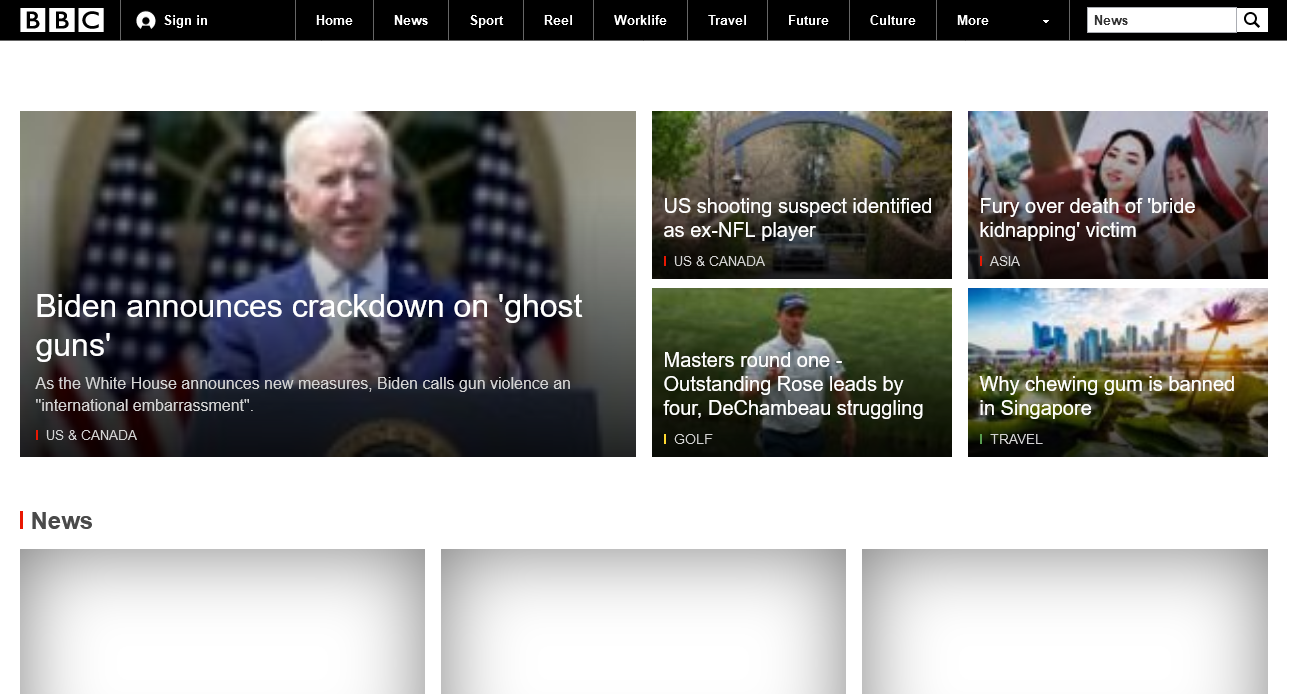 BBC
Sign in
Home
News
Sport
Reel
Worklife
Travel
Future
Culture
More
News
Biden announces crackdown on 'ghost
guns'
As the White House announces new measures, Biden calls gun violence an
"international embarrassment".
US & CANADA
US shooting suspect identified
as ex-NFL player
US & CANADA
Fury over death of 'bride
kidnapping' victim
ASIA
Masters round one -
Outstanding Rose leads by
four, DeChambeau struggling
GOLF
Why chewing gum is banned
in Singapore
TRAVEL
News